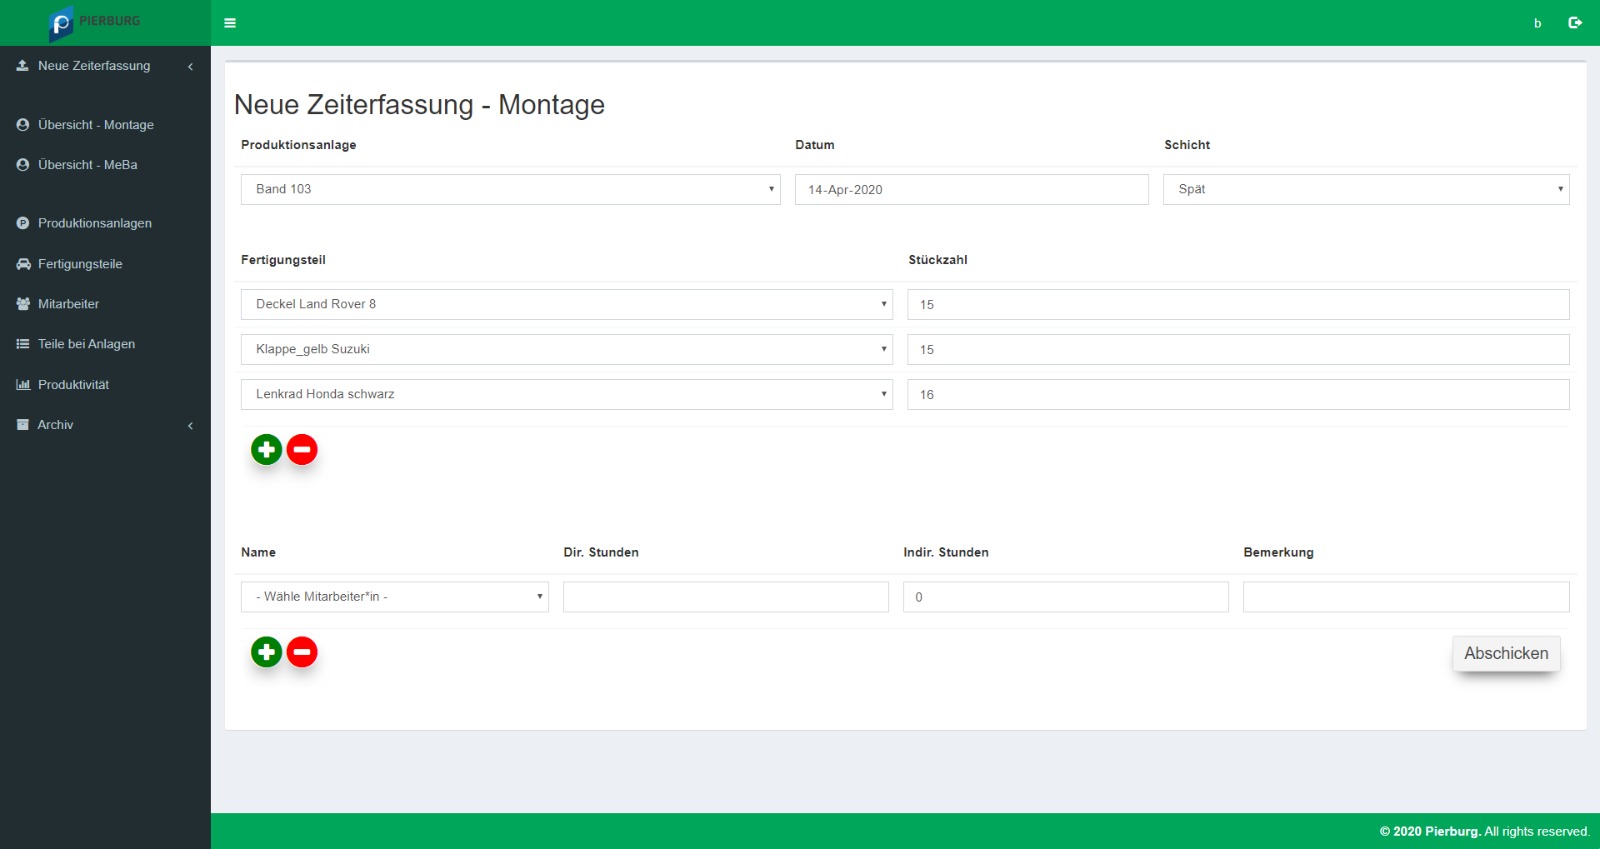 PIERBURG
b
Neue Zeiterfassung
Übersicht - Montage
Übersicht - MeBa
Produktionsanlagen
Fertigungsteile
Mitarbeiter
Teile bei Anlagen
Produktivität
Archiv
Neue Zeiterfassung - Montage
Produktionsanlage Datum Schicht
Band 103 14-Apr-2020 Spät
Fertigungsteil Stückzahl
Deckel Land Rover 8 15
Klappe_gelb Suzuki 15
Lenkrad Honda schwarz 16
Name Dir. Stunden Indir. Stunden Bemerkung
- Wähle Mitarbeiter*in - 0
Abschicken
© 2020 Pierburg. All rights reserved.